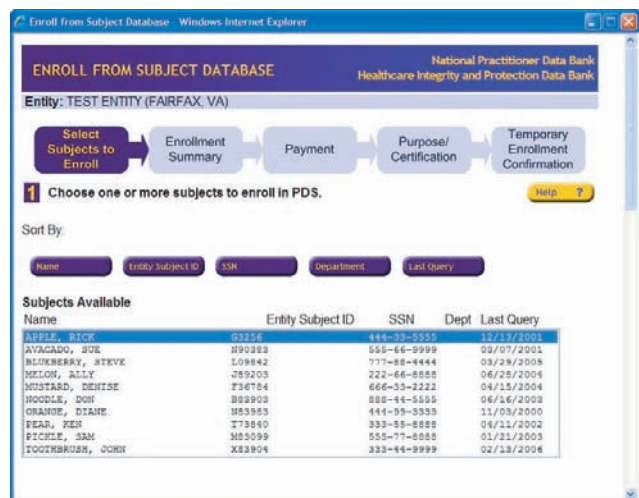 Enroll from Subject Database - Windows Internet Explorer
ENROLL FROM SUBJECT DATABASE
National Practitioner Data Bank
Healthcare Integrity and Protection Data Bank
Entity: TEST ENTITY (FAIRFAX, VA)
Select Subjects to Enroll
Enrollment Summary
Payment
Purpose/ Certification
Temporary Enrollment Confirmation
1 Choose one or more subjects to enroll in PDS.
Help ?
Sort By:
Name Entity Subject ID SSN Department Last Query
Subjects Available
Name Entity Subject ID SSN Dept Last Query
APPLE, RICK G3256 444-33-5555 12/13/2001
AVACADO, SUE N90383 555-66-9999 03/07/2001
BLUEBERRY, STEVE L09842 777-88-4444 03/29/2005
MELON, ALLY J89203 222-66-8888 06/28/2004
MUSTARD, DENISE F36784 666-33-2222 04/15/2004
NOODLE, DON B83903 888-44-5555 06/16/2003
ORANGE, DIANE N83983 444-99-3333 11/03/2000
PEAR, KEN I73840 333-55-8888 04/11/2002
PICKLE, SAM M83099 555-77-8888 01/21/2003
TOOTHBRUSH, JOHN X83904 333-44-9999 02/13/2006